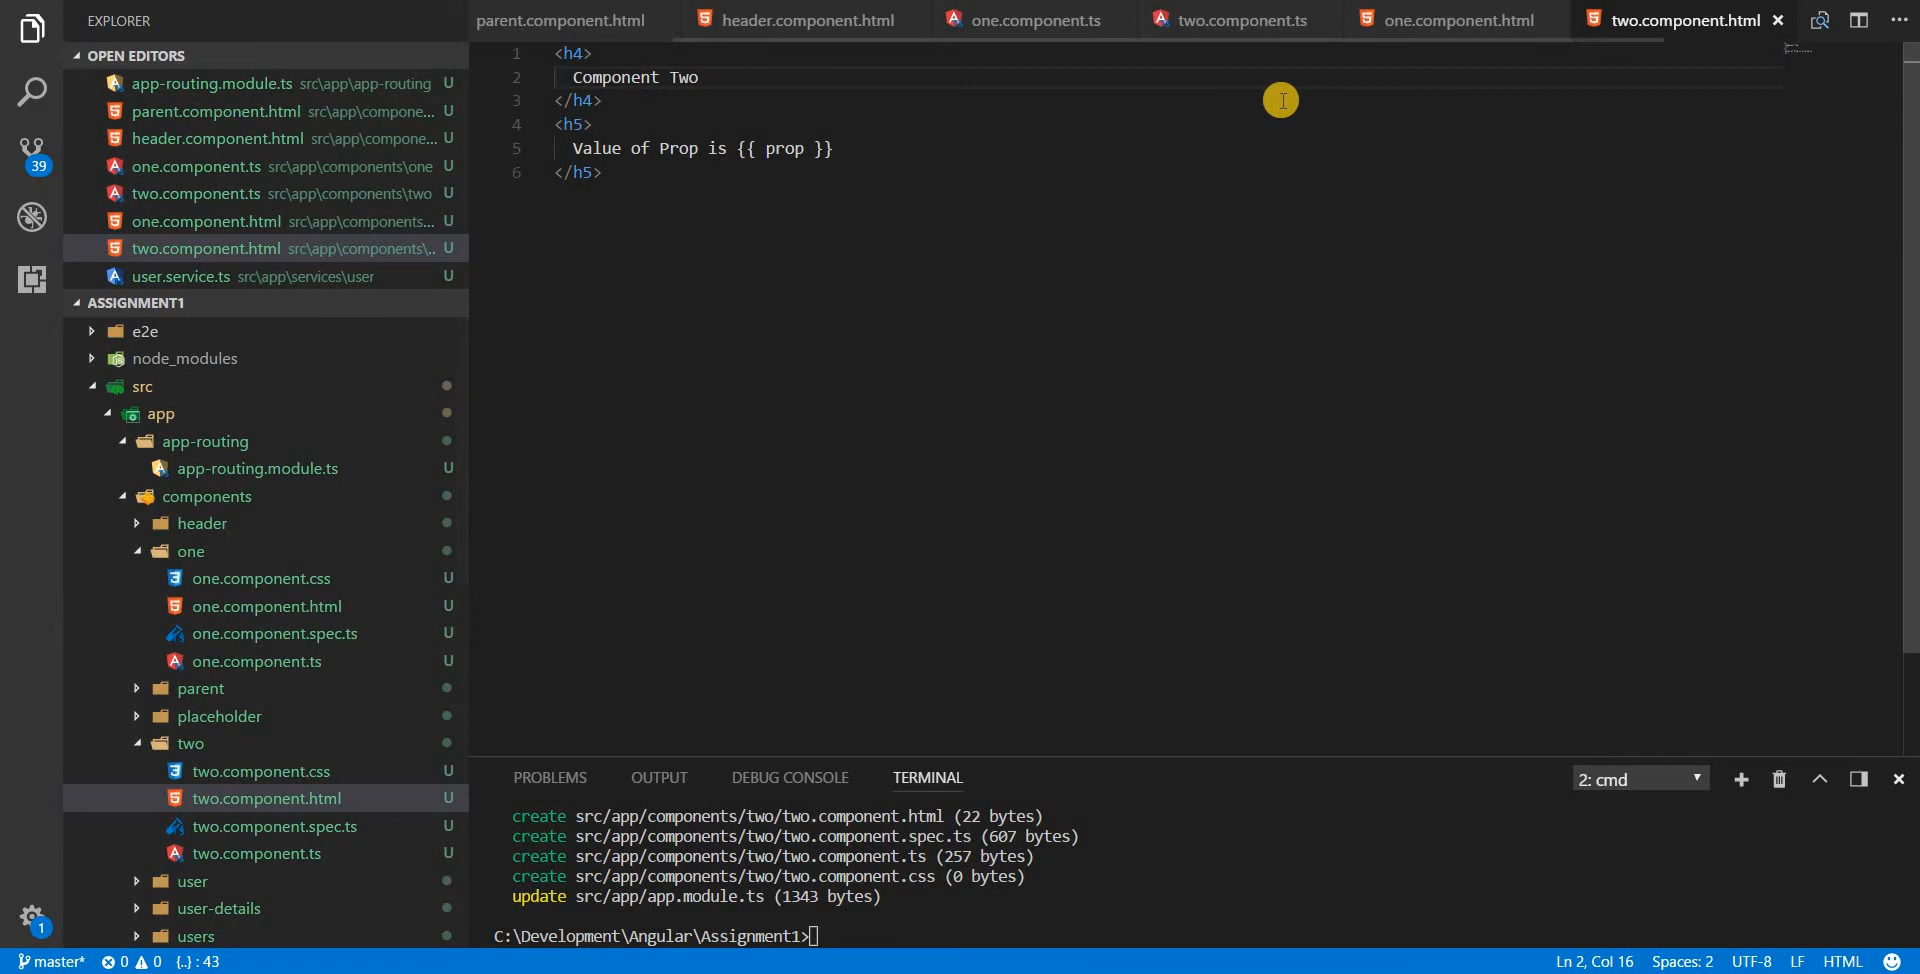 EXPLORER
OPEN EDITORS
app-routing.module.ts src\app\app-routing U
parent.component.html src\app\compone... U
header.component.html src\app\compone... U
one.component.ts src\app\components\one U
two.component.ts src\app\components\two U
one.component.html src\app\components... U
two.component.html src\app\components\.. U
user.service.ts src\app\services\user U
ASSIGNMENT1
e2e
node_modules
src
app
app-routing
app-routing.module.ts U
components
header
one
one.component.css U
one.component.html U
one.component.spec.ts U
one.component.ts U
parent
placeholder
two
two.component.css U
two.component.html U
two.component.spec.ts U
two.component.ts U
user
user-details
users
39
1
parent.component.html header.component.html one.component.ts two.component.ts one.component.html two.component.html
1 <h4>
2 Component Two
3 </h4>
4 <h5>
5 Value of Prop is {{ prop }}
6 </h5>
PROBLEMS OUTPUT DEBUG CONSOLE TERMINAL 2: cmd
create src/app/components/two/two.component.html (22 bytes)
create src/app/components/two/two.component.spec.ts (607 bytes)
create src/app/components/two/two.component.ts (257 bytes)
create src/app/components/two/two.component.css (0 bytes)
update src/app/app.module.ts (1343 bytes)
C:\Development\Angular\Assignment1>
master* 0 0 {..} : 43 Ln 2, Col 16 Spaces: 2 UTF-8 LF HTML